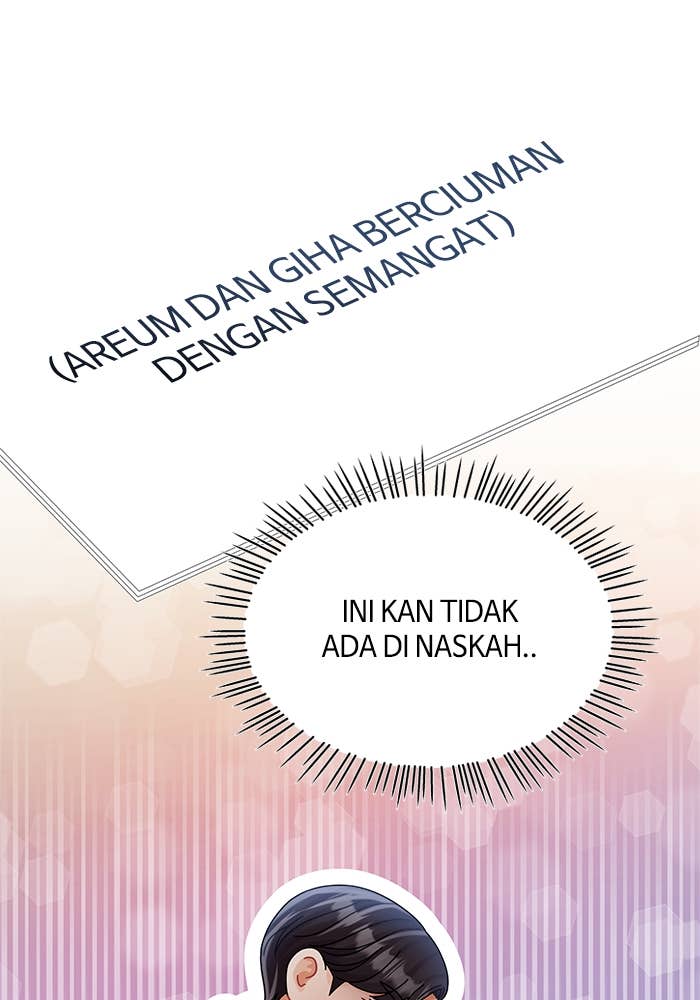 (AREUM DAN GIHA BERCIUMAN
DENGAN SEMANGAT)
INI KAN TIDAK
ADA DI NASKAH..